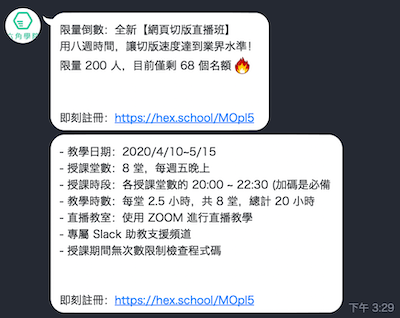 六角學院
限量倒數：全新【網頁切版直播班】
用八週時間，讓切版速度達到業界水準！
限量 200 人，目前僅剩 68 個名額 🔥
即刻註冊：https://hex.school/MOpl5
- 教學日期：2020/4/10~5/15
- 授課堂數：8 堂，每週五晚上
- 授課時段：各授課堂數的 20:00 ~ 22:30 (加碼是必備
- 教學時數：每堂 2.5 小時，共 8 堂，總計 20 小時
- 直播教室：使用 ZOOM 進行直播教學
- 專屬 Slack 助教支援頻道
- 授課期間無次數限制檢查程式碼
即刻註冊：https://hex.school/MOpl5
下午 3:29